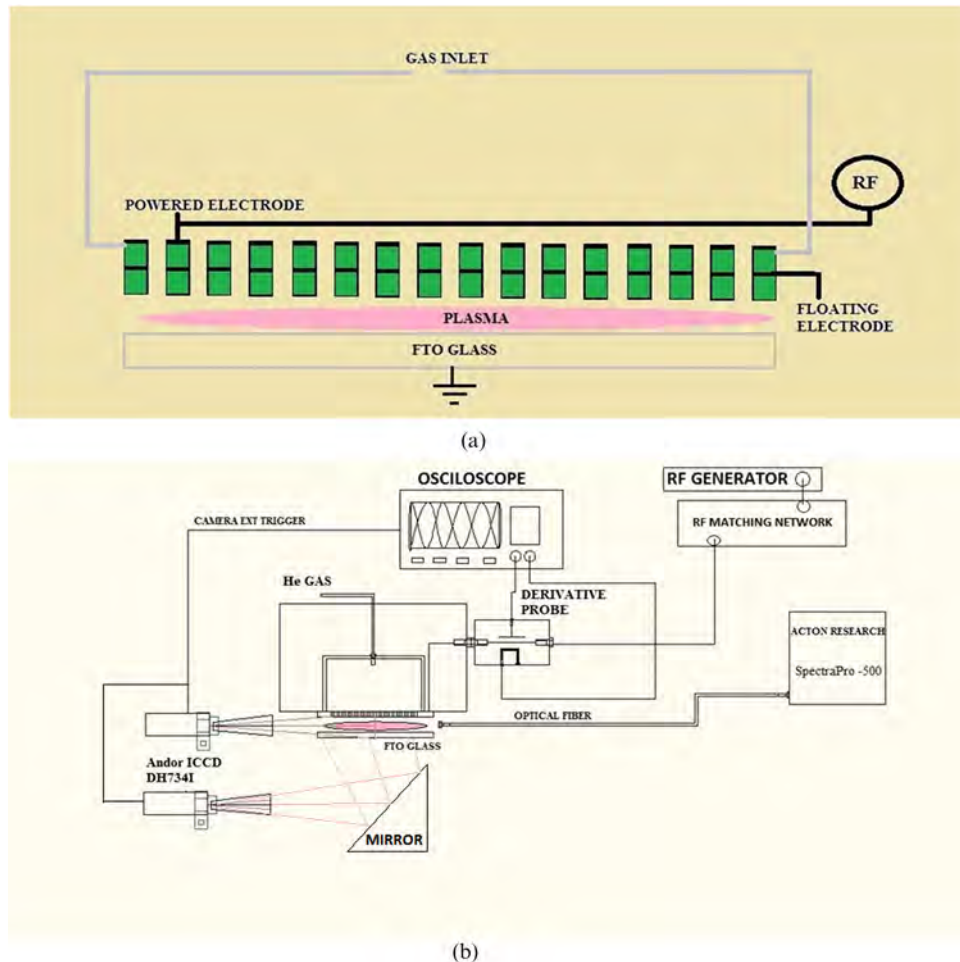 GAS INLET
RF
POWERED ELECTRODE
PLASMA
FLOATING
ELECTRODE
FTO GLASS
(a)
OSCILOSCOPE
RF GENERATOR
CAMERA EXT TRIGGER
RF MATCHING NETWORK
He GAS
DERIVATIVE
PROBE
ACTON RESEARCH
SpectraPro -500
OPTICAL FIBER
FTO GLASS
Andor ICCD
DH734I
MIRROR
(b)